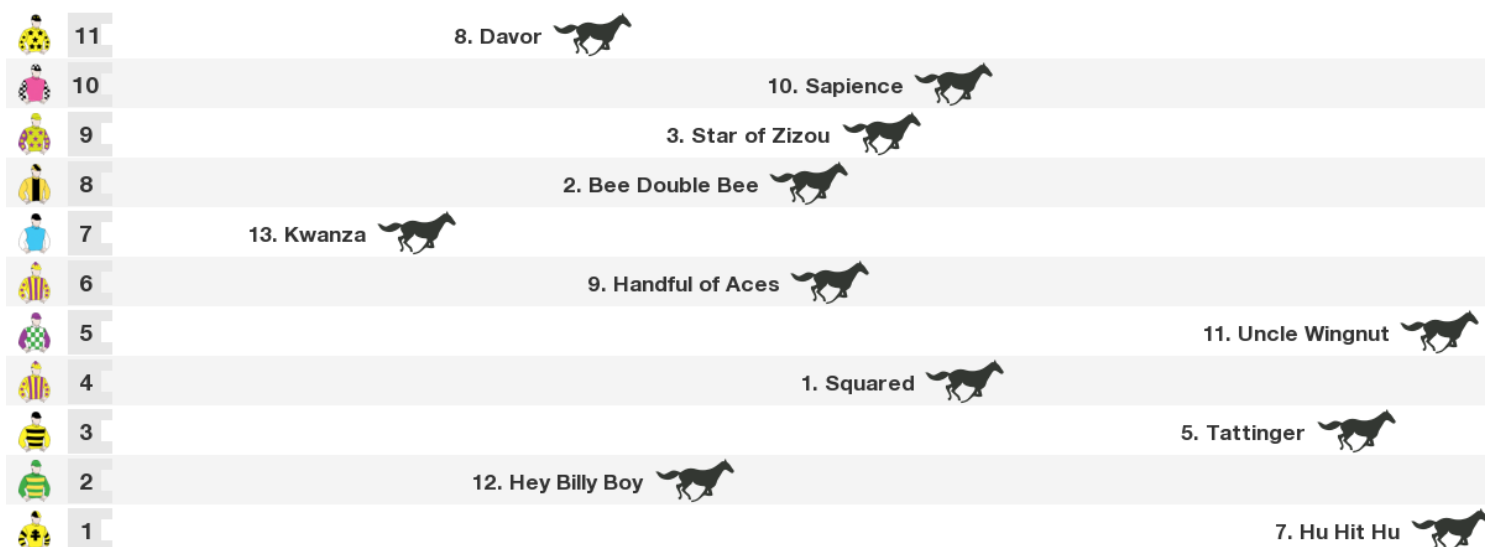 11 8. Davor
10 10. Sapience
9 3. Star of Zizou
8 2. Bee Double Bee
7 13. Kwanza
6 9. Handful of Aces
5 11. Uncle Wingnut
4 1. Squared
3 5. Tattinger
2 12. Hey Billy Boy
1 7. Hu Hit Hu